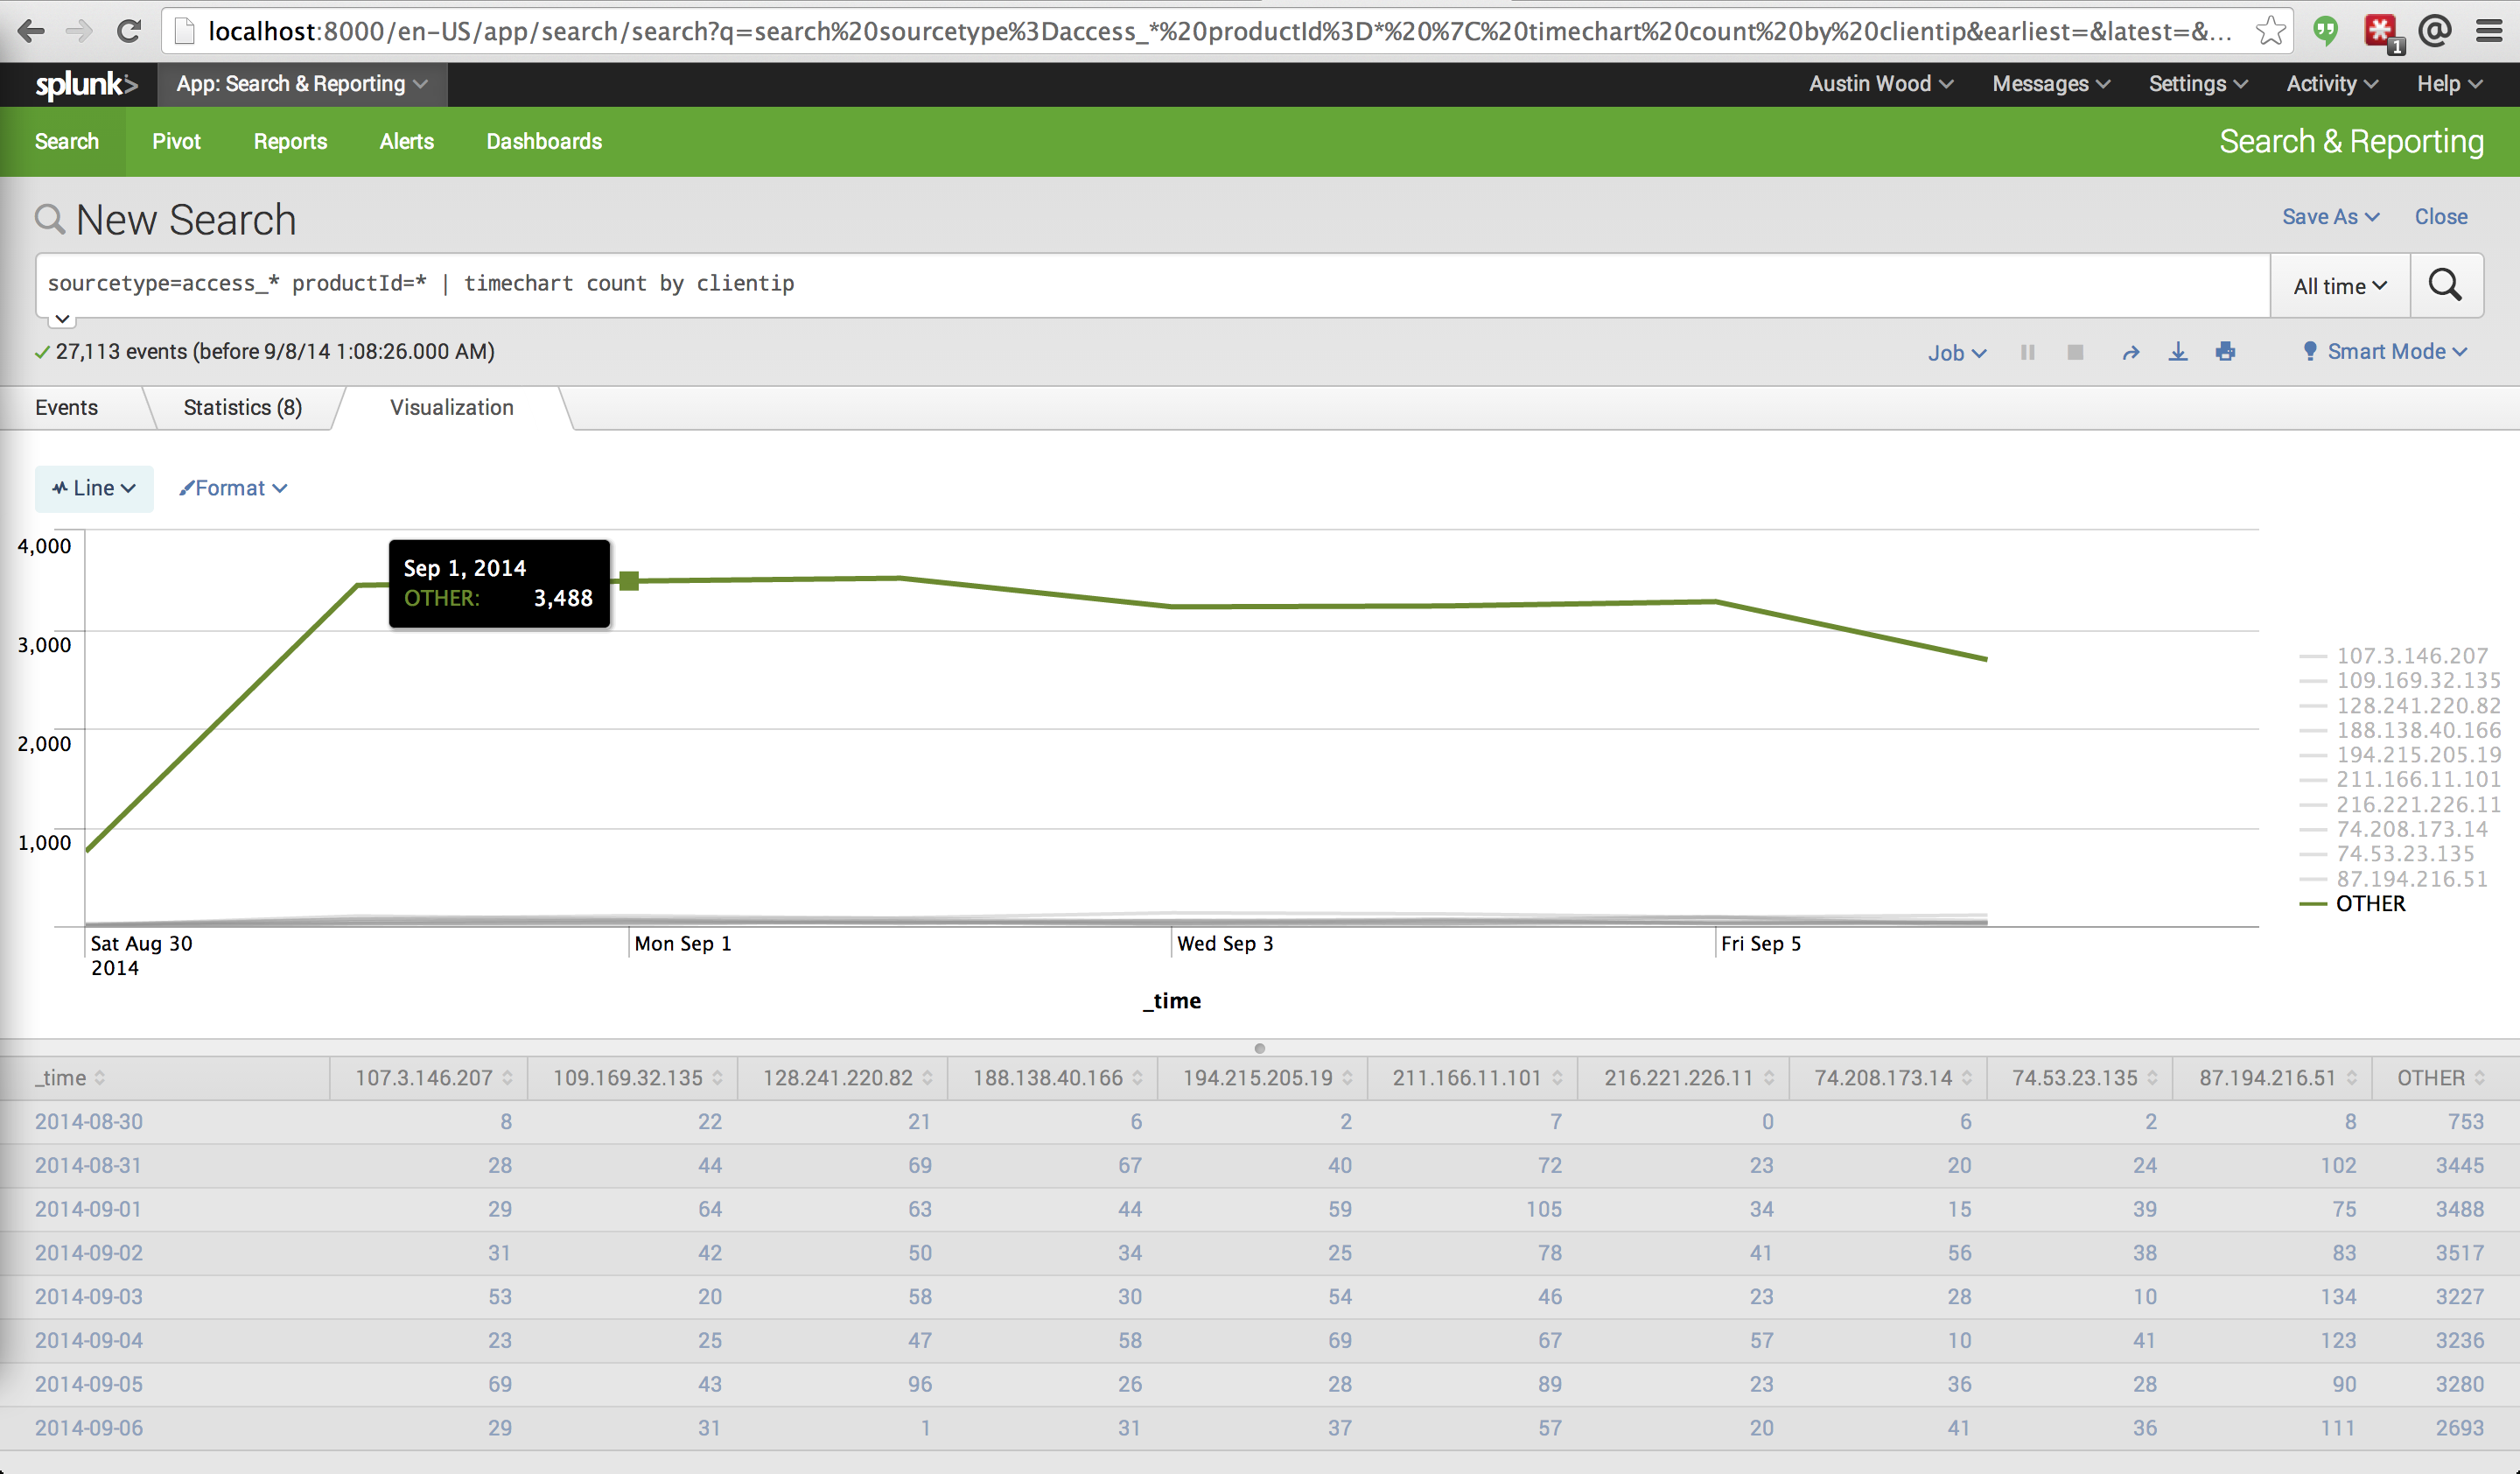 localhost:8000/en-US/app/search/search?q=search%20sourcetype%3Daccess_*%20productId%3D*%20%7C%20timechart%20count%20by%20clientip&earliest=&latest=&...
1
splunk> App: Search & Reporting Austin Wood Messages Settings Activity Help
Search Pivot Reports Alerts Dashboards Search & Reporting
New Search Save As Close
sourcetype=access_* productId=* | timechart count by clientip All time
27,113 events (before 9/8/14 1:08:26.000 AM) Job Smart Mode
Events Statistics (8) Visualization
Line Format
4,000
3,000
2,000
1,000
Sep 1, 2014
OTHER: 3,488
107.3.146.207
109.169.32.135
128.241.220.82
188.138.40.166
194.215.205.19
211.166.11.101
216.221.226.11
74.208.173.14
74.53.23.135
87.194.216.51
OTHER
Sat Aug 30 Mon Sep 1 Wed Sep 3 Fri Sep 5
2014
_time
_time 107.3.146.207 109.169.32.135 128.241.220.82 188.138.40.166 194.215.205.19 211.166.11.101 216.221.226.11 74.208.173.14 74.53.23.135 87.194.216.51 OTHER
2014-08-30 8 22 21 6 2 7 0 6 2 8 753
2014-08-31 28 44 69 67 40 72 23 20 24 102 3445
2014-09-01 29 64 63 44 59 105 34 15 39 75 3488
2014-09-02 31 42 50 34 25 78 41 56 38 83 3517
2014-09-03 53 20 58 30 54 46 23 28 10 134 3227
2014-09-04 23 25 47 58 69 67 57 10 41 123 3236
2014-09-05 69 43 96 26 28 89 23 36 28 90 3280
2014-09-06 29 31 1 31 37 57 20 41 36 111 2693